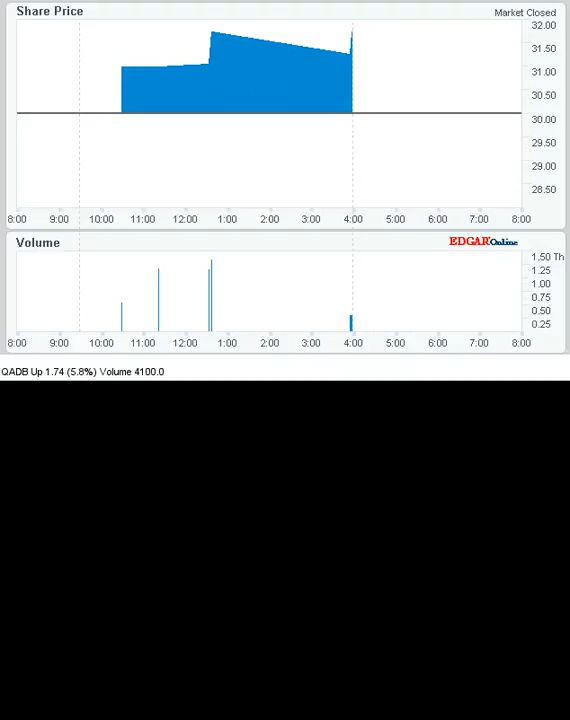 Share Price
Market Closed
32.00
31.50
31.00
30.50
30.00
29.50
29.00
28.50
8:00 9:00 10:00 11:00 12:00 1:00 2:00 3:00 4:00 5:00 6:00 7:00 8:00
Volume
EDGAR Online
1.50 Th
1.25
1.00
0.75
0.50
0.25
8:00 9:00 10:00 11:00 12:00 1:00 2:00 3:00 4:00 5:00 6:00 7:00 8:00
QADB Up 1.74 (5.8%) Volume 4100.0